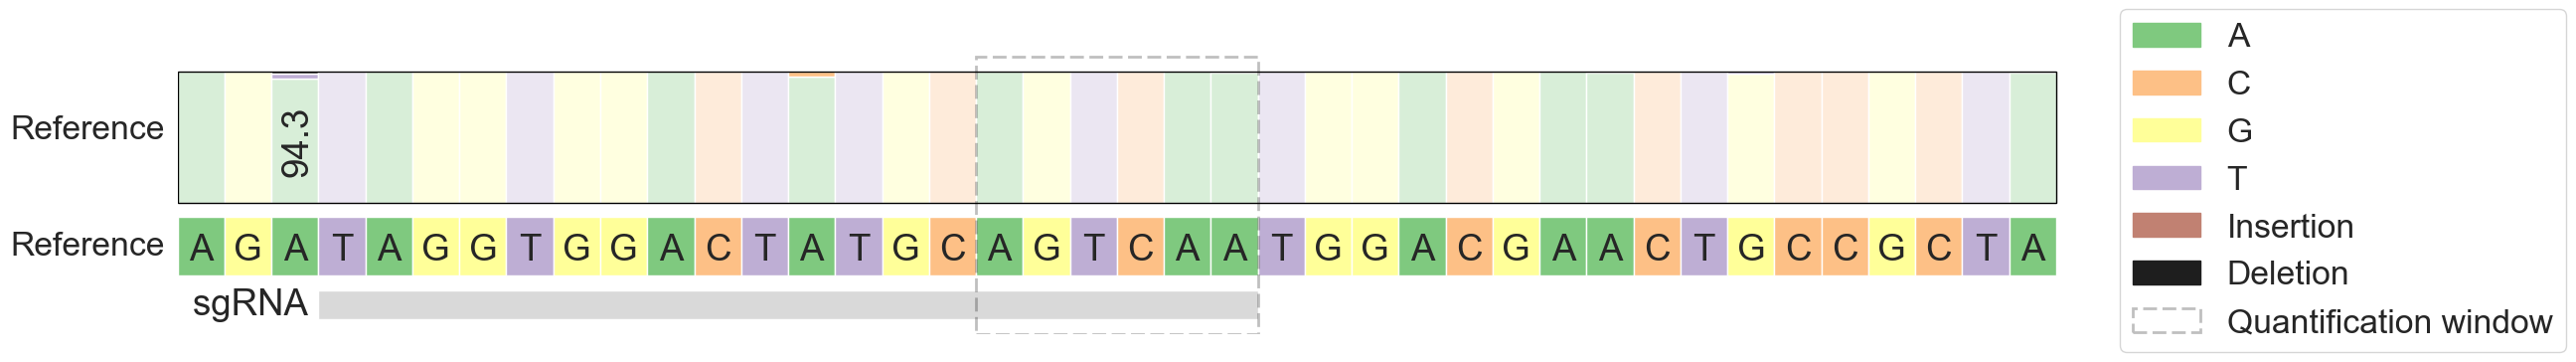 Reference
94.3
Reference A G A T A G G T G G A C T A T G C A G T C A A T G G A C G A A C T G C C G C T A
sgRNA
A
C
G
T
Insertion
Deletion
Quantification window